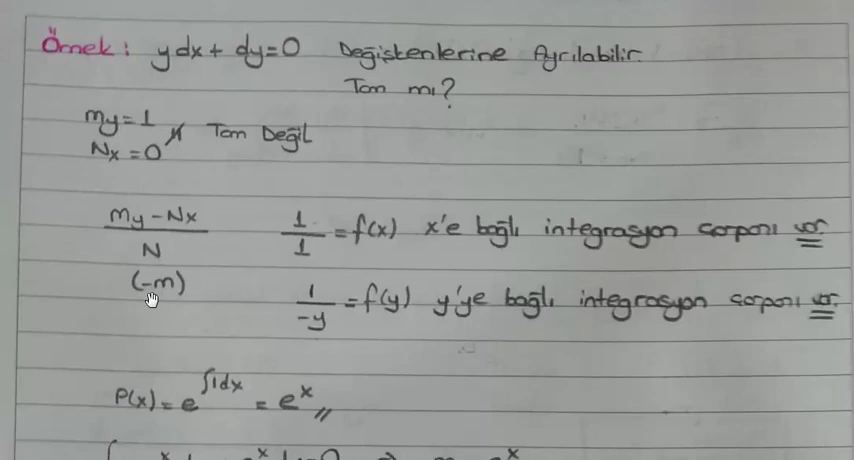 Örnek: ydx + dy = 0 Değişkenlerine Ayrılabilir.
Tam mı?
My = 1
Nx = 0 Tam Değil
My - Nx
N
(-m)
1/1 = f(x) x'e bağlı integrasyon çarpanı var
1/-y = f(y) y'ye bağlı integrasyon çarpanı var.
P(x) = e^∫1dx = e^x //